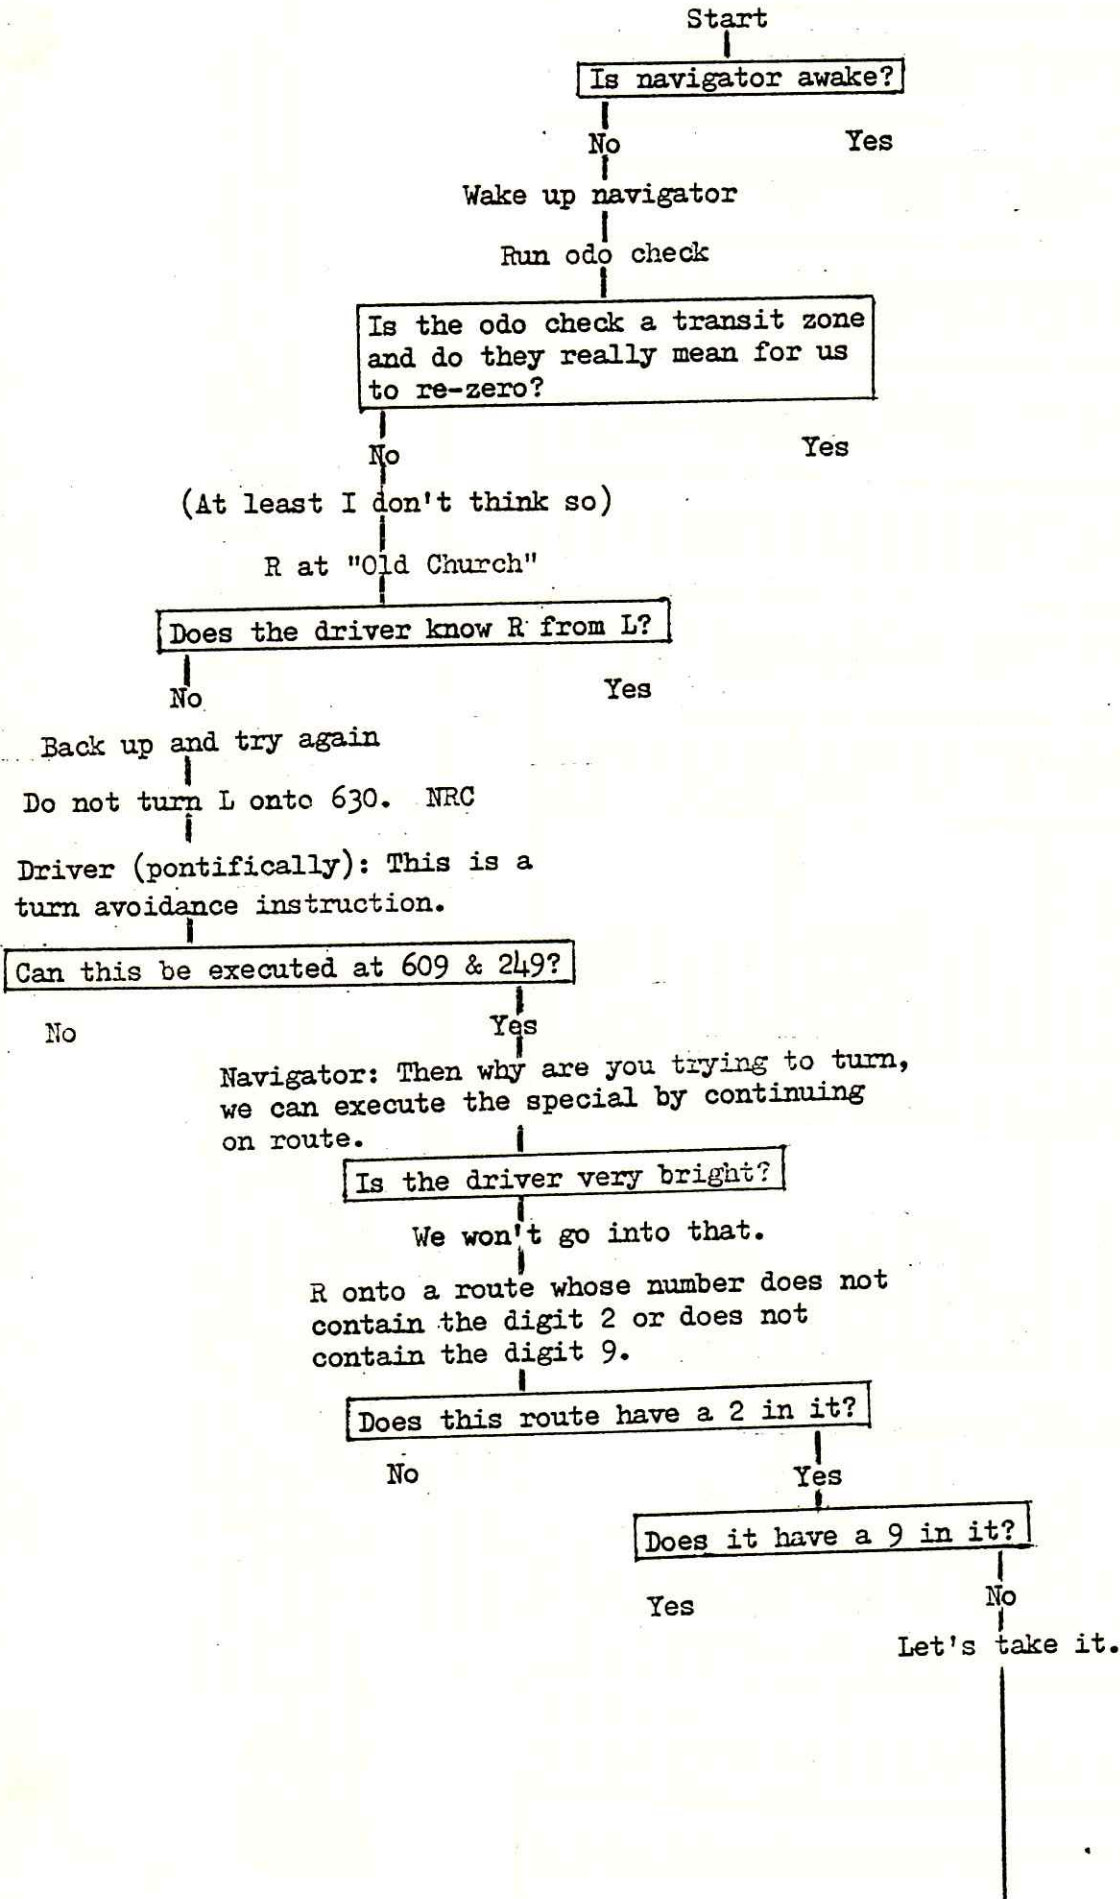 Start
Is navigator awake?
No Yes
Wake up navigator
Run odo check
Is the odo check a transit zone
and do they really mean for us
to re-zero?
No Yes
(At least I don't think so)
R at "Old Church"
Does the driver know R from L?
No Yes
Back up and try again
Do not turn L onto 630. NRC
Driver (pontifically): This is a
turn avoidance instruction.
Can this be executed at 609 & 249?
No Yes
Navigator: Then why are you trying to turn,
we can execute the special by continuing
on route.
Is the driver very bright?
We won't go into that.
R onto a route whose number does not
contain the digit 2 or does not
contain the digit 9.
Does this route have a 2 in it?
No Yes
Does it have a 9 in it?
Yes No
Let's take it.